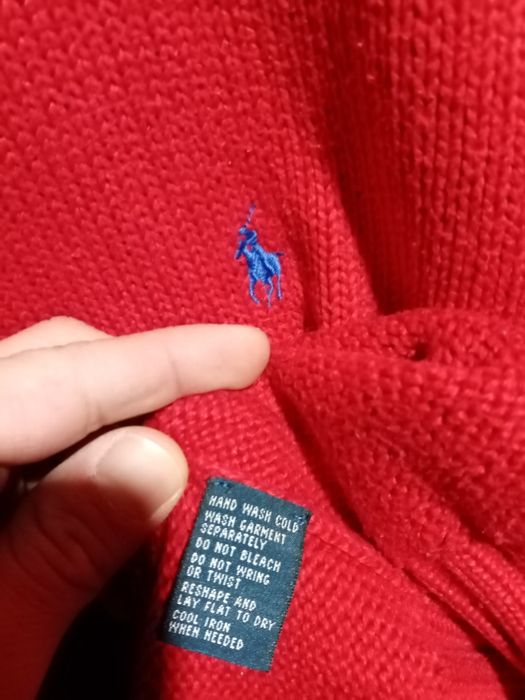 HAND WASH COLD
WASH GARMENT
SEPARATELY
DO NOT BLEACH
DO NOT WRING
OR TWIST
RESHAPE AND
LAY FLAT TO DRY
COOL IRON
WHEN NEEDED